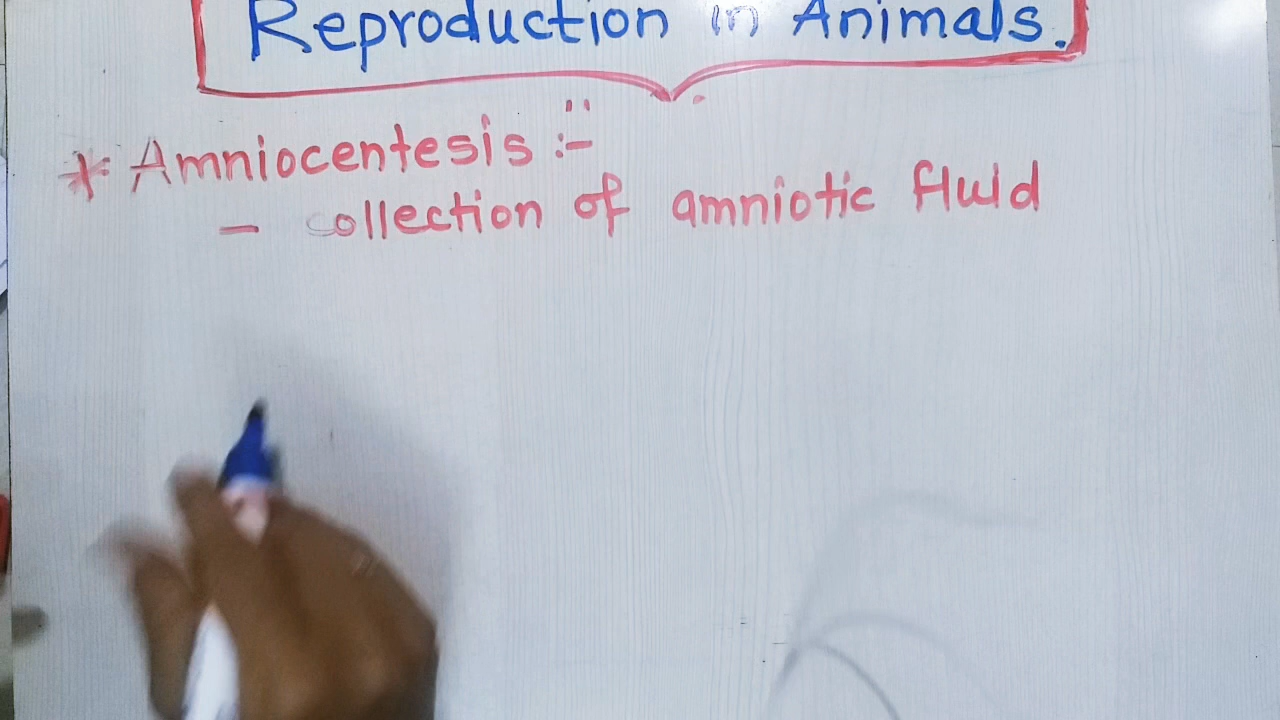 Reproduction in Animals.
* Amniocentesis :-
- collection of amniotic fluid